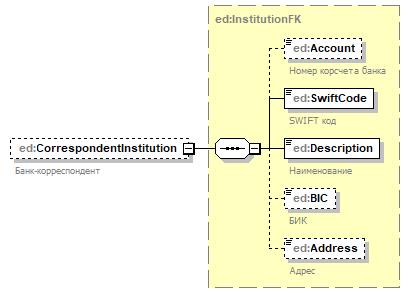 ed:InstitutionFK
ed:Account
Номер корсчета банка
ed:SwiftCode
SWIFT код
ed:CorrespondentInstitution
Банк-корреспондент
ed:Description
Наименование
ed:BIC
БИК
ed:Address
Адрес